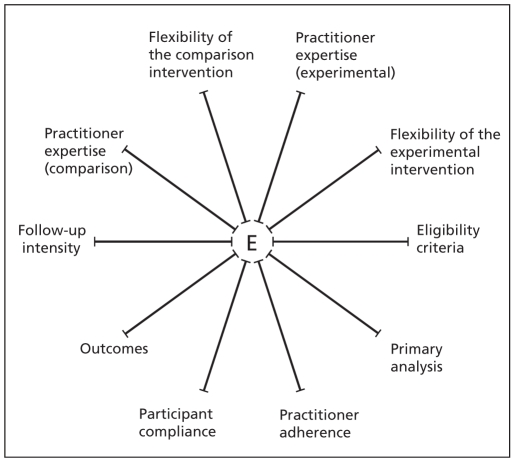 Flexibility of
the comparison
intervention
Practitioner
expertise
(experimental)
Practitioner
expertise
(comparison)
Flexibility of the
experimental
intervention
Follow-up
intensity
E
Eligibility
criteria
Outcomes
Primary
analysis
Participant
compliance
Practitioner
adherence